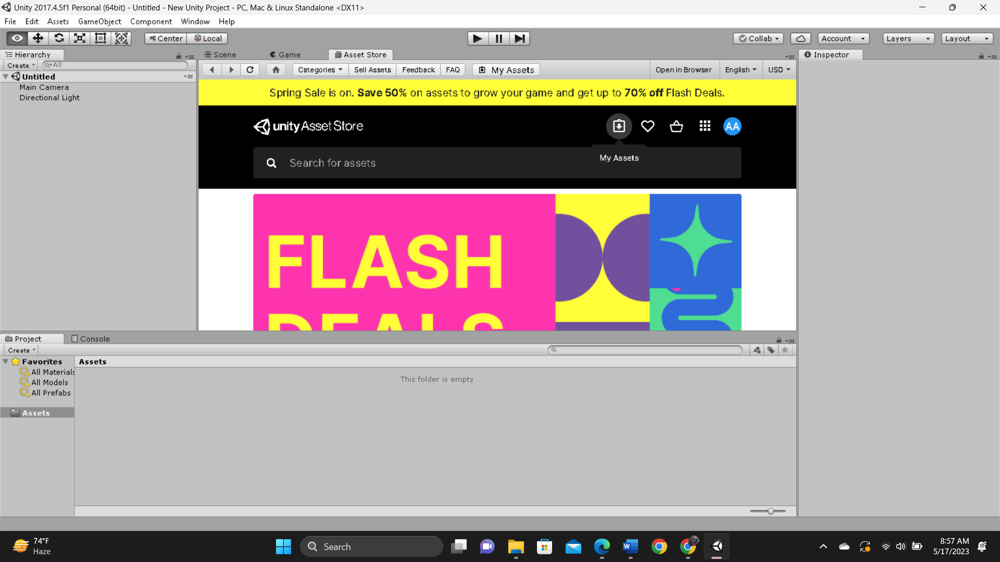 Unity 2017.4.5f1 Personal (64bit) - Untitled - New Unity Project - PC, Mac & Linux Standalone <DX11>
File Edit Assets GameObject Component Window Help
Center Local Collab Account Layers Layout
Hierarchy Scene Game Asset Store Inspector
Create All
Categories Sell Assets Feedback FAQ My Assets Open in Browser English USD
Untitled
Main Camera
Directional Light
Spring Sale is on. Save 50% on assets to grow your game and get up to 70% off Flash Deals.
unity Asset Store AA
My Assets
Search for assets
FLASH
DEALS
Project Console
Create
Favorites Assets
All Materials
All Models
All Prefabs
This folder is empty
Assets
74°F
Haze
Search
8:57 AM
5/17/2023